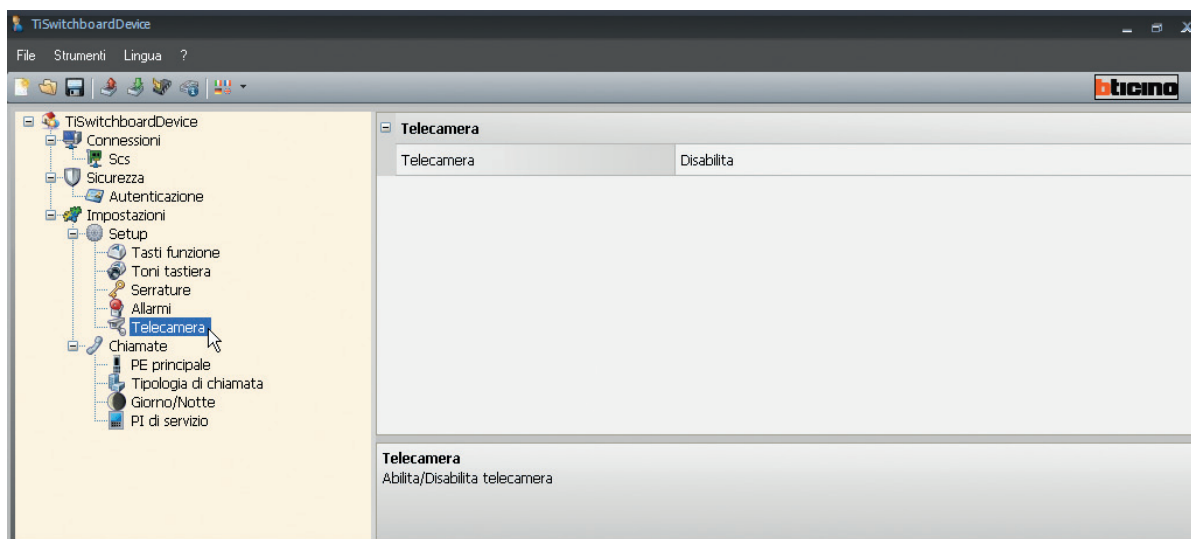 TiSwitchboardDevice
File Strumenti Lingua ?
bticino
TiSwitchboardDevice
Connessioni
Scs
Sicurezza
Autenticazione
Impostazioni
Setup
Tasti funzione
Toni tastiera
Serrature
Allarmi
Telecamera
Chiamate
PE principale
Tipologia di chiamata
Giorno/Notte
PI di servizio
Telecamera
Telecamera Disabilita
Telecamera
Abilita/Disabilita telecamera